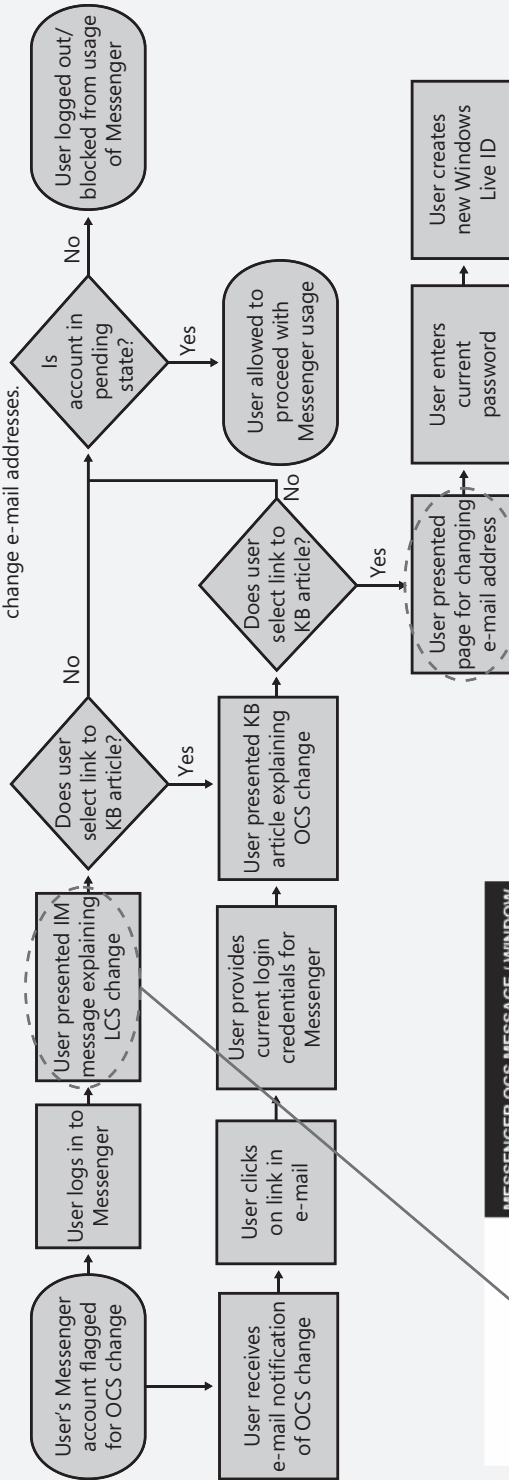 change e-mail addresses.
User's Messenger
account flagged
for OCS change
User logs in to
Messenger
User presented IM
message explaining
LCS change
Does user
select link to
KB article?
No
Yes
Is
account in
pending
state?
No
Yes
User logged out/
blocked from usage
of Messenger
User allowed to
proceed with
Messenger usage
User receives
e-mail notification
of OCS change
User clicks
on link in
e-mail
User provides
current login
credentials for
Messenger
User presented KB
article explaining
OCS change
Does user
select link to
KB article?
No
Yes
User presented
page for changing
e-mail address
User enters
current
password
User creates
new Windows
Live ID
MESSENGER OCS MESSAGE / WINDOW